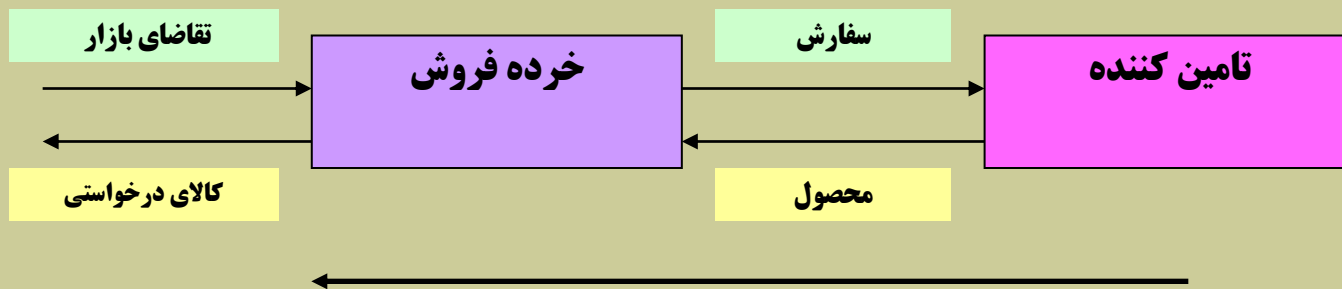 تقاضای بازار
سفارش
خرده فروش
تامین کننده
کالای درخواستی
محصول